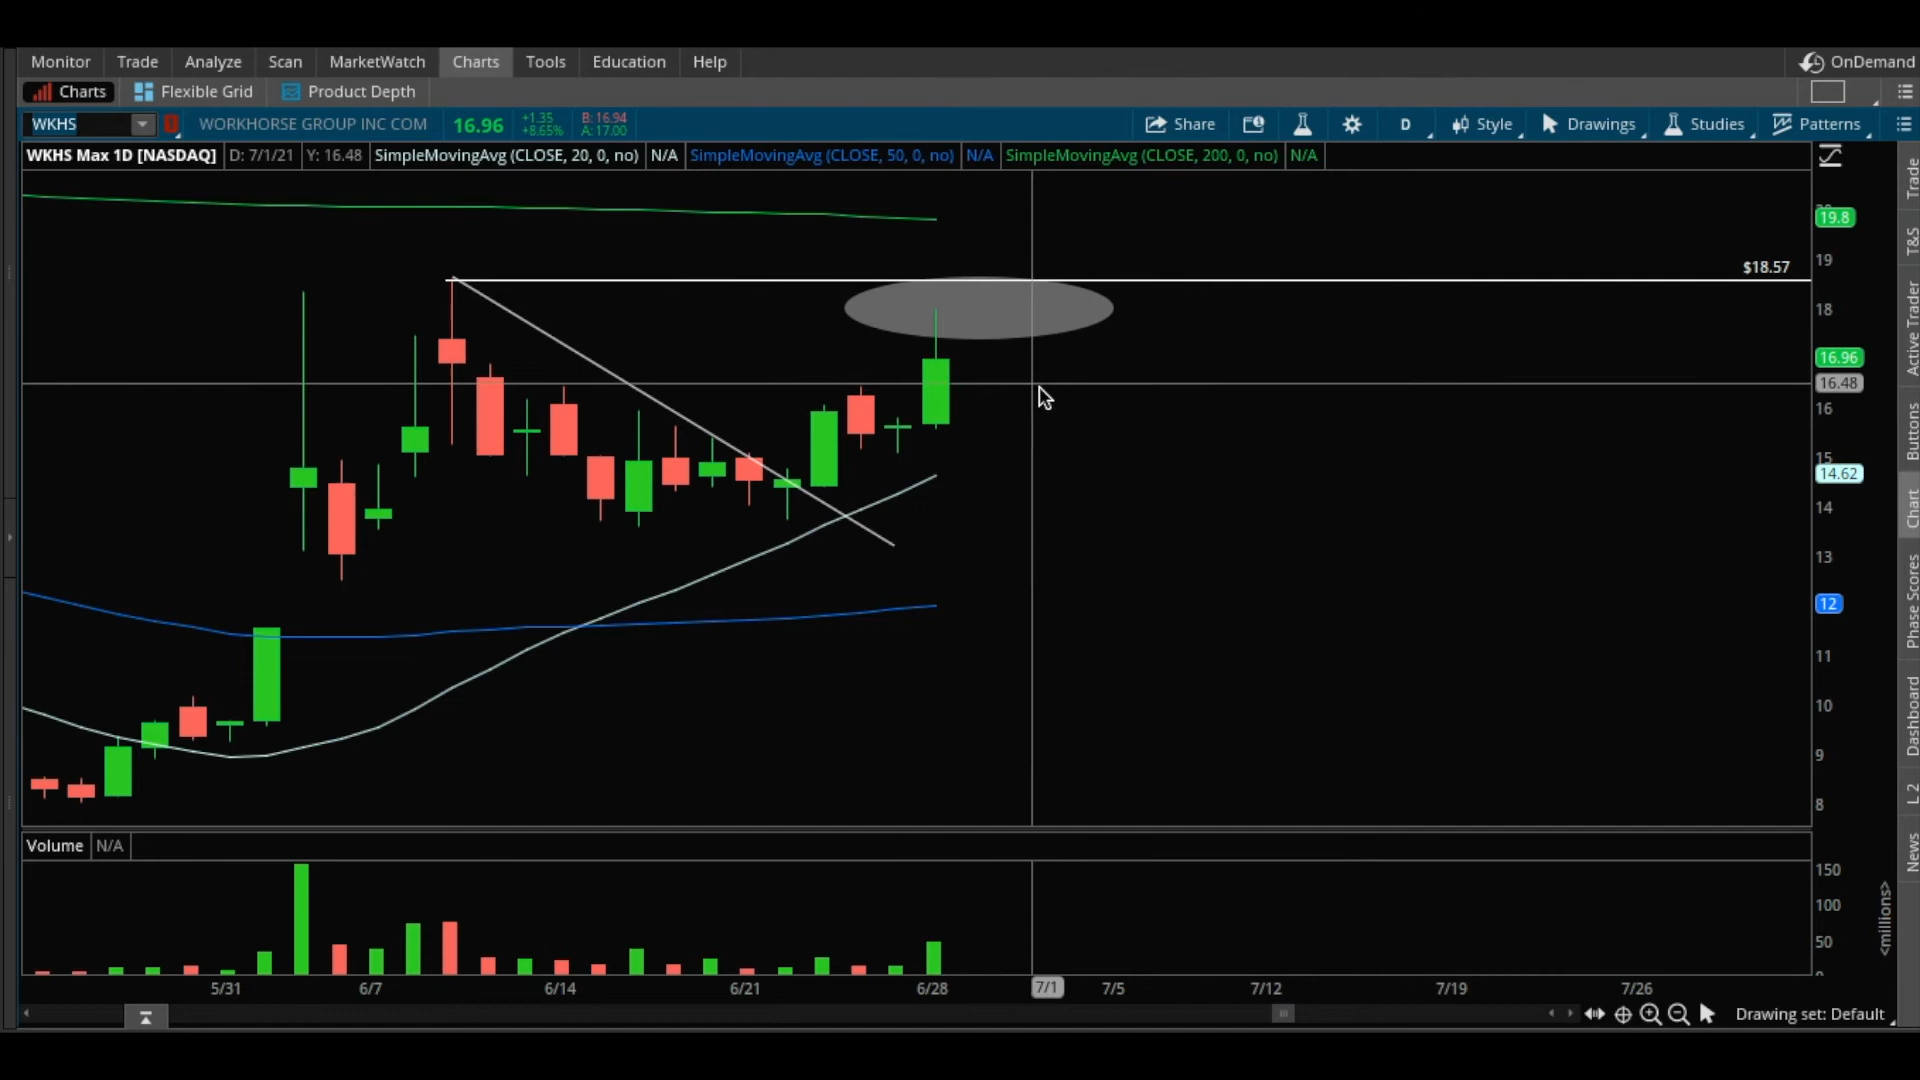 Monitor Trade Analyze Scan MarketWatch Charts Tools Education Help OnDemand
Charts Flexible Grid Product Depth
WKHS WORKHORSE GROUP INC COM 16.96 +1.35 B: 16.94 Share D Style Drawings Studies Patterns
+8.65% A: 17.00
WKHS Max 1D [NASDAQ] D: 7/1/21 Y: 16.48 SimpleMovingAvg (CLOSE, 20, 0, no) N/A SimpleMovingAvg (CLOSE, 50, 0, no) N/A SimpleMovingAvg (CLOSE, 200, 0, no) N/A
19.8
19
$18.57
18
16.96
16.48
16
15
14.62
14
13
12
11
10
9
8
Volume N/A
150
100
50
<millions>
5/31 6/7 6/14 6/21 6/28 7/1 7/5 7/12 7/19 7/26
Drawing set: Default
Trade
T&S
Active Trader
Buttons
Chart
Phase Scores
Dashboard
L 2
News